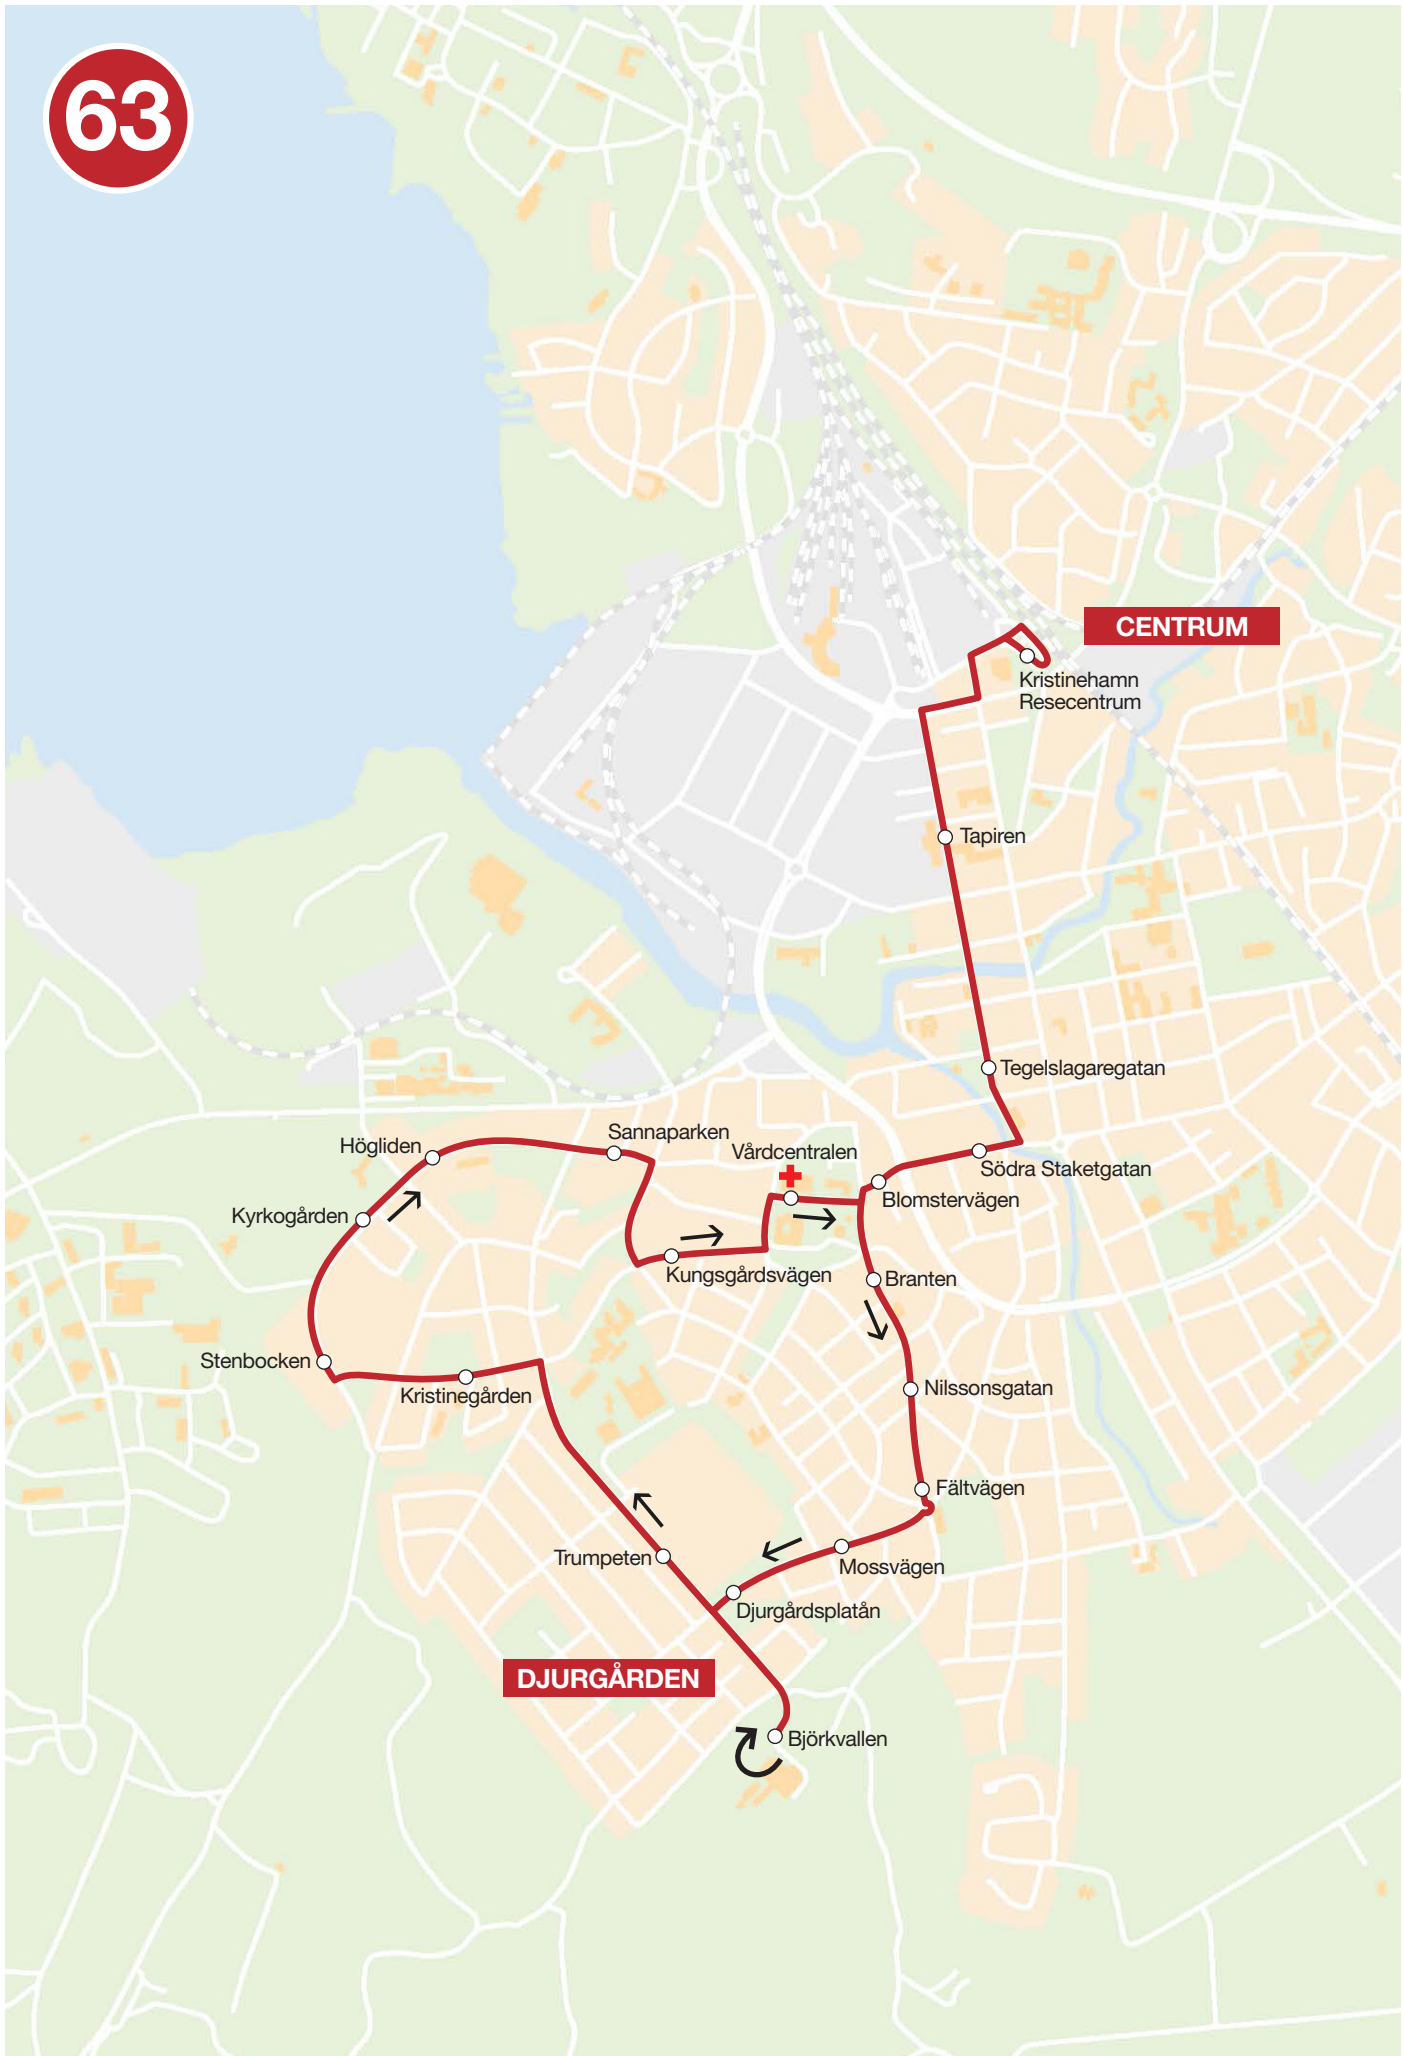 63
CENTRUM
Kristinehamn
Resecentrum
Tapiren
Tegelslagaregatan
Sannaparken
Högliden
Vårdcentralen
Södra Staketgatan
Blomstervägen
Kyrkogården
Kungsgårdsvägen
Branten
Stenbocken
Kristinegården
Nilssonsgatan
Fältvägen
Trumpeten
Mossvägen
Djurgårdsplatån
DJURGÅRDEN
Björkvallen